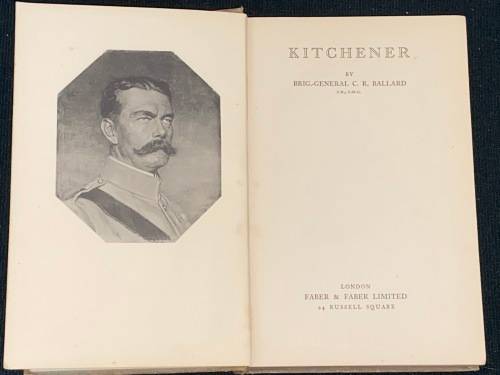 KITCHENER
BY
BRIG.-GENERAL C. R. BALLARD
C.B., C.M.G.
LONDON
FABER & FABER LIMITED
24 RUSSELL SQUARE